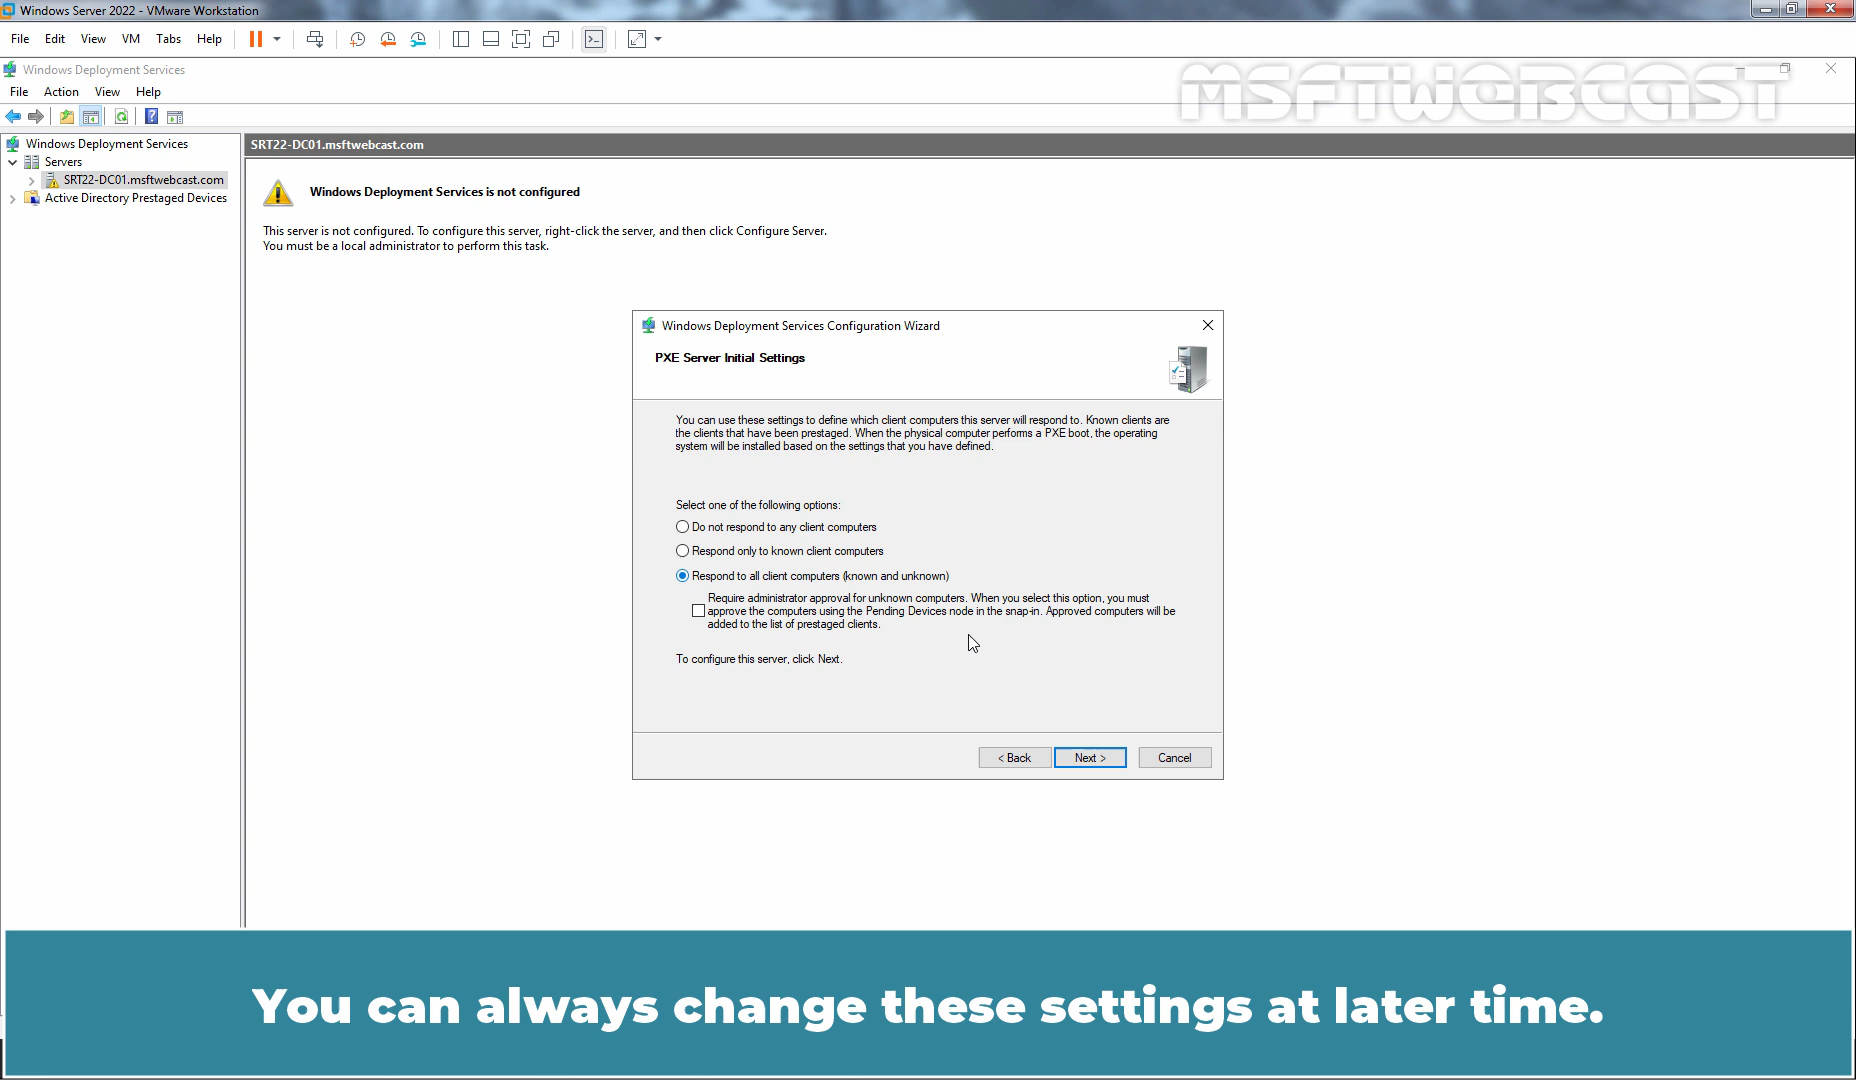 Windows Server 2022 - VMware Workstation
File Edit View VM Tabs Help
Windows Deployment Services
MSFTWEBCAST
File Action View Help
Windows Deployment Services
Servers
SRT22-DC01.msftwebcast.com
Active Directory Prestaged Devices
SRT22-DC01.msftwebcast.com
Windows Deployment Services is not configured
This server is not configured. To configure this server, right-click the server, and then click Configure Server.
You must be a local administrator to perform this task.
Windows Deployment Services Configuration Wizard
PXE Server Initial Settings
You can use these settings to define which client computers this server will respond to. Known clients are
the clients that have been prestaged. When the physical computer performs a PXE boot, the operating
system will be installed based on the settings that you have defined.
Select one of the following options:
Do not respond to any client computers
Respond only to known client computers
Respond to all client computers (known and unknown)
Require administrator approval for unknown computers. When you select this option, you must
approve the computers using the Pending Devices node in the snap-in. Approved computers will be
added to the list of prestaged clients.
To configure this server, click Next.
< Back Next > Cancel
You can always change these settings at later time.